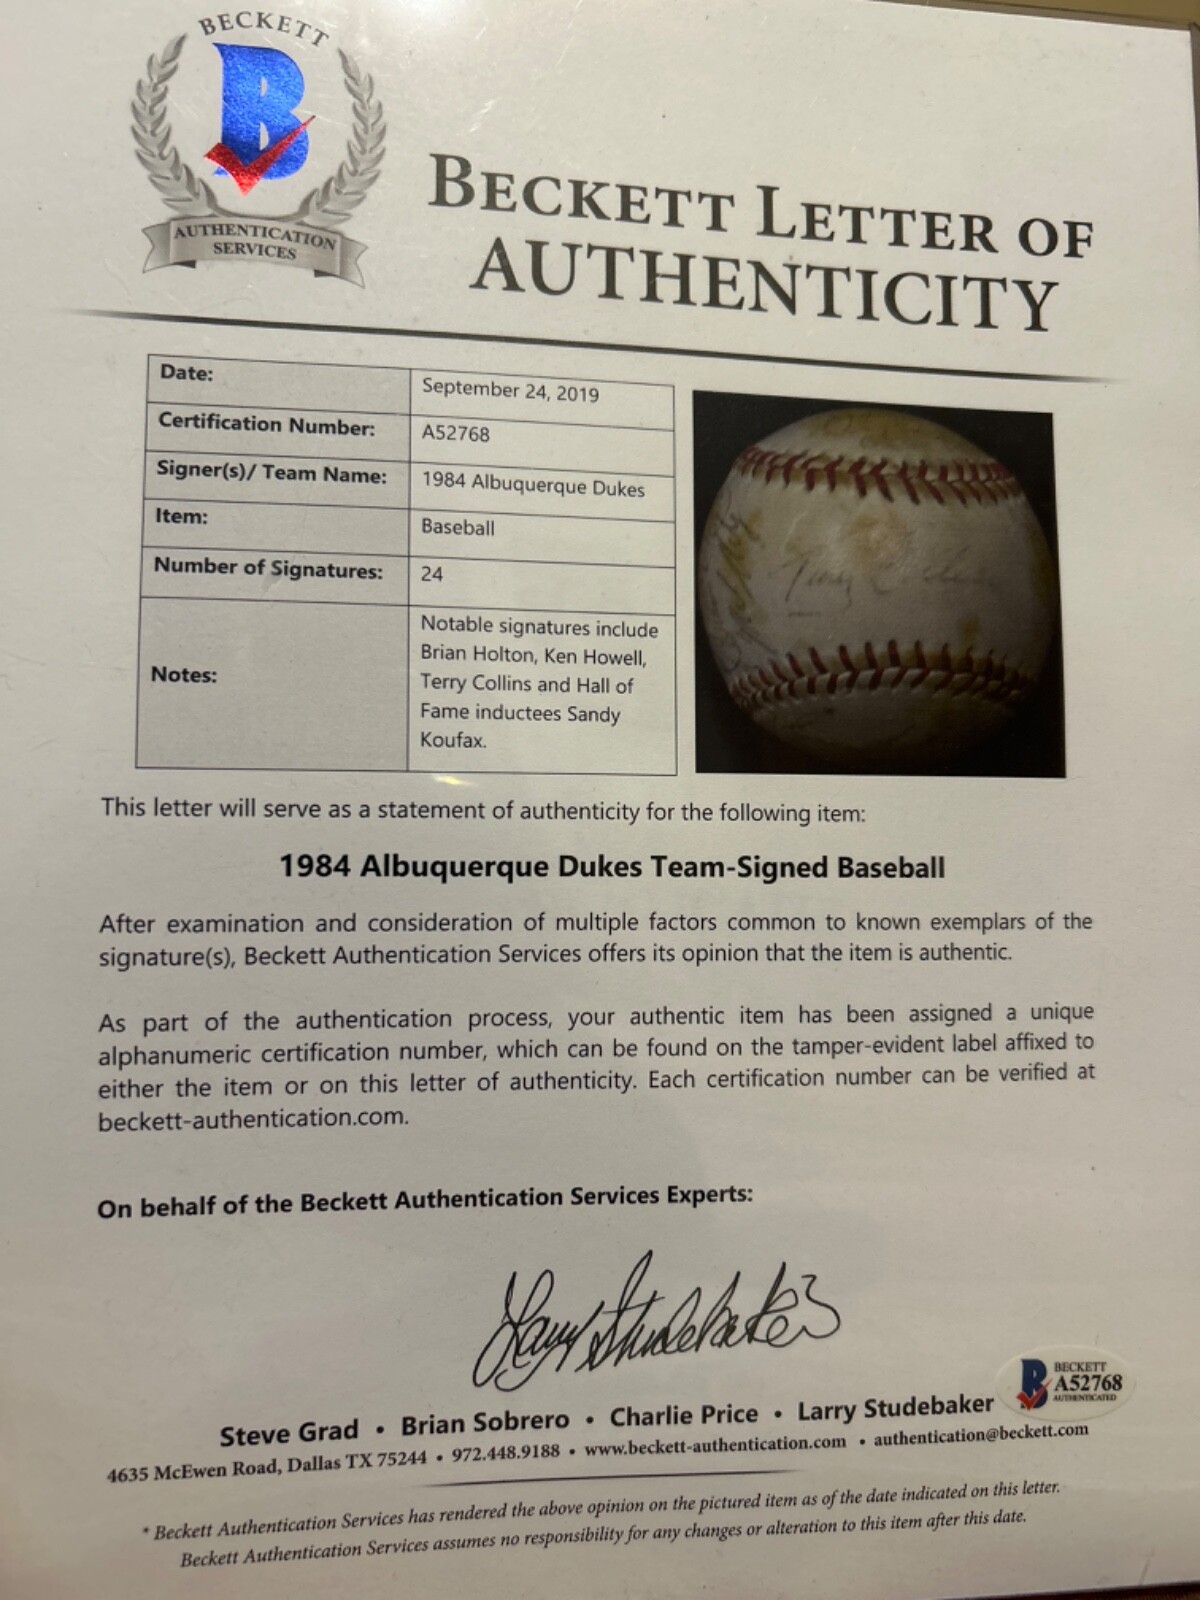 BECKETT
B
AUTHENTICATION
SERVICES
BECKETT LETTER OF
AUTHENTICITY
Date: September 24, 2019
Certification Number: A52768
Signer(s)/ Team Name: 1984 Albuquerque Dukes
Item: Baseball
Number of Signatures: 24
Notes: Notable signatures include
Brian Holton, Ken Howell,
Terry Collins and Hall of
Fame inductees Sandy
Koufax.
This letter will serve as a statement of authenticity for the following item:
1984 Albuquerque Dukes Team-Signed Baseball
After examination and consideration of multiple factors common to known exemplars of the
signature(s), Beckett Authentication Services offers its opinion that the item is authentic.
As part of the authentication process, your authentic item has been assigned a unique
alphanumeric certification number, which can be found on the tamper-evident label affixed to
either the item or on this letter of authenticity. Each certification number can be verified at
beckett-authentication.com.
On behalf of the Beckett Authentication Services Experts:
Larry Studebaker
B
BECKETT
A52768
AUTHENTICATED
Steve Grad • Brian Sobrero • Charlie Price • Larry Studebaker
4635 McEwen Road, Dallas TX 75244 • 972.448.9188 • www.beckett-authentication.com • authentication@beckett.com
* Beckett Authentication Services has rendered the above opinion on the pictured item as of the date indicated on this letter.
Beckett Authentication Services assumes no responsibility for any changes or alteration to this item after this date.